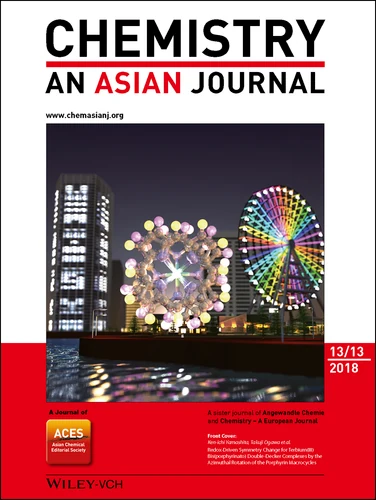 CHEMISTRY
AN ASIAN JOURNAL
www.chemasianj.org
13/13
2018
A Journal of
ACES
Asian Chemical
Editorial Society
A sister journal of Angewandte Chemie
and Chemistry – A European Journal
Front Cover:
Ken-ichi Yamashita, Takuji Ogawa et al.
Redox-Driven Symmetry Change for Terbium(III)
Bis(porphyrinato) Double-Decker Complexes by the
Azimuthal Rotation of the Porphyrin Macrocycles
WILEY-VCH